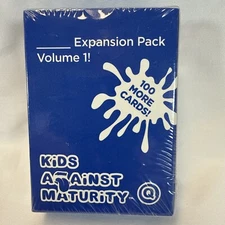 _____ Expansion Pack
Volume 1!
100
MORE
CARDS!
KiDS
AGAiNST
MATURiTY
Q